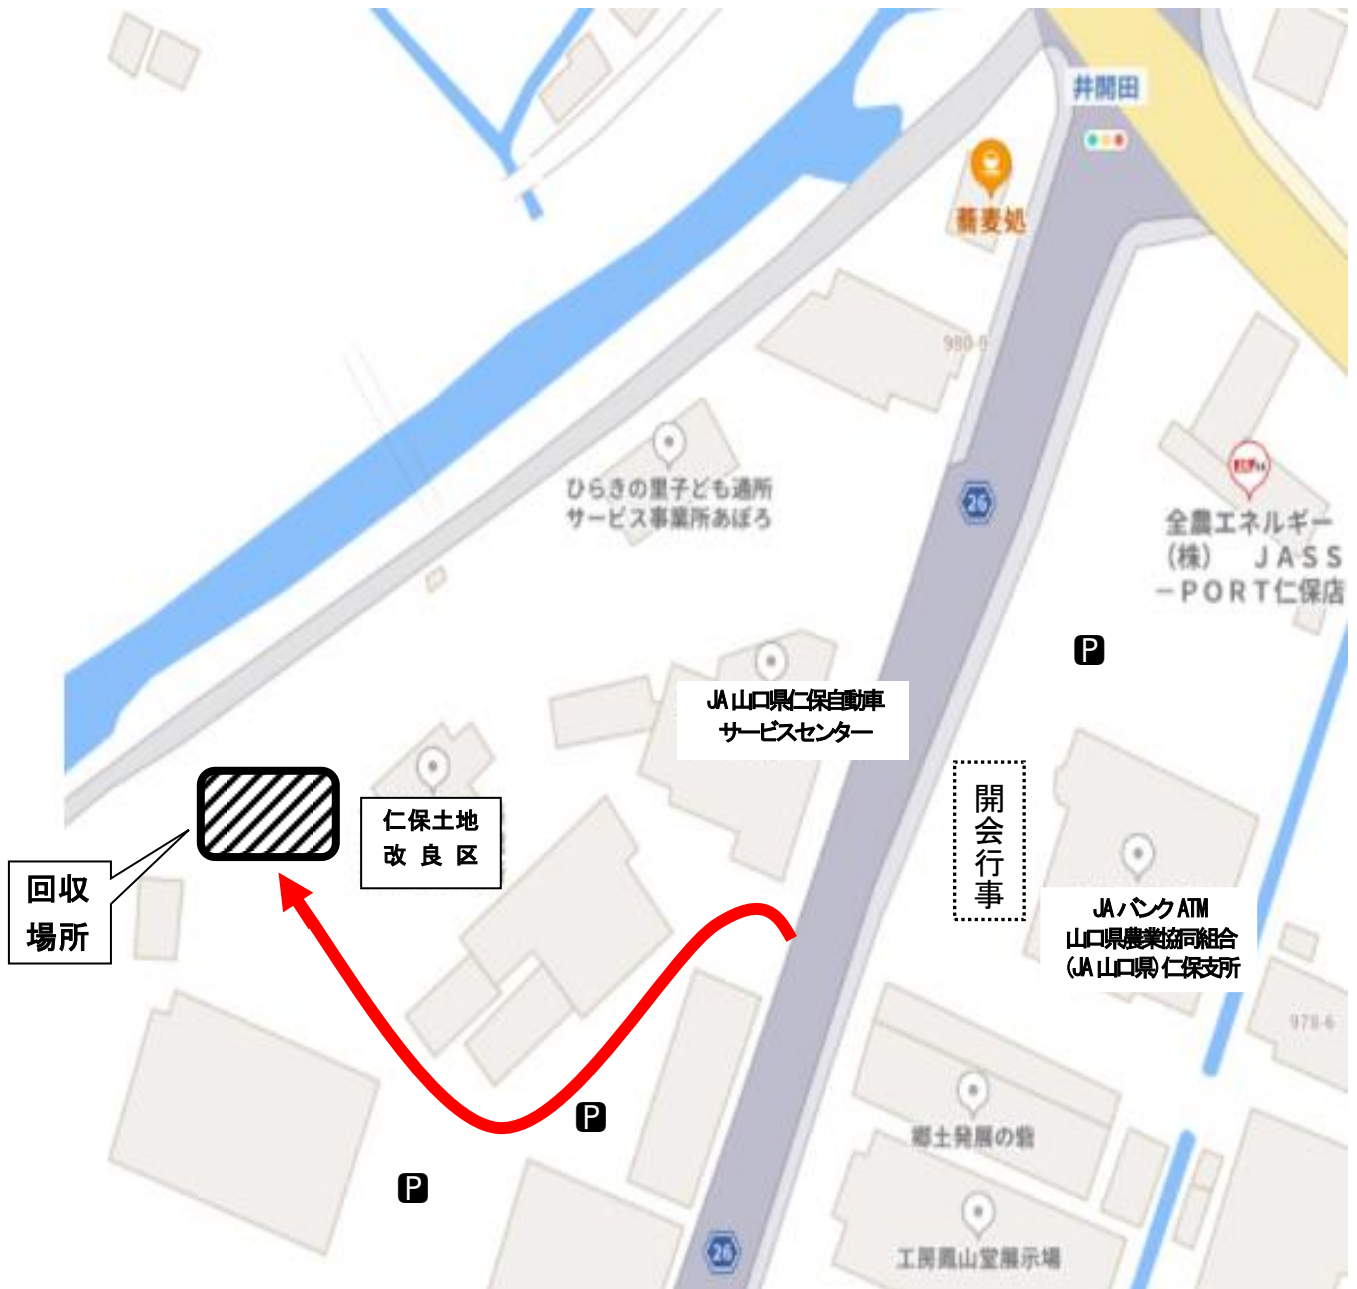 井開田
蕎麦処
980-9
ひらきの里子ども通所
サービス事業所あぽろ
26
全農エネルギー
(株) JASS
－PORT仁保店
P
JA山口県仁保自動車
サービスセンター
開会行事
仁保土地
改良区
回収
場所
JAバンクATM
山口県農業協同組合
(JA山口県)仁保支所
978-6
P
郷土発展の砦
P
工房鳳山堂展示場
26